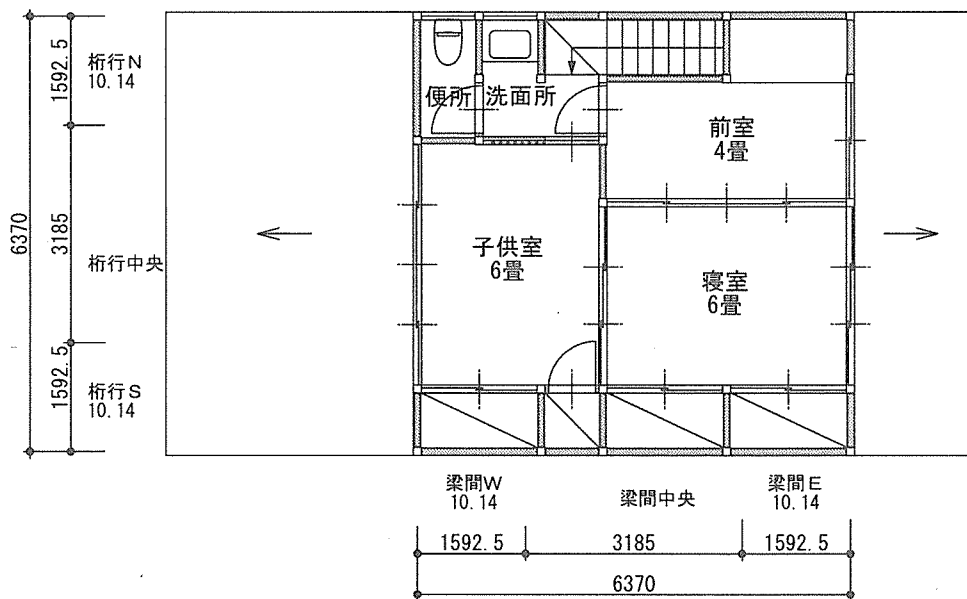 桁行N
10.14
1592.5
便所
洗面所
前室
4畳
6370
3185
桁行中央
子供室
6畳
寝室
6畳
1592.5
桁行S
10.14
梁間W
10.14
梁間中央
梁間E
10.14
1592.5
3185
1592.5
6370